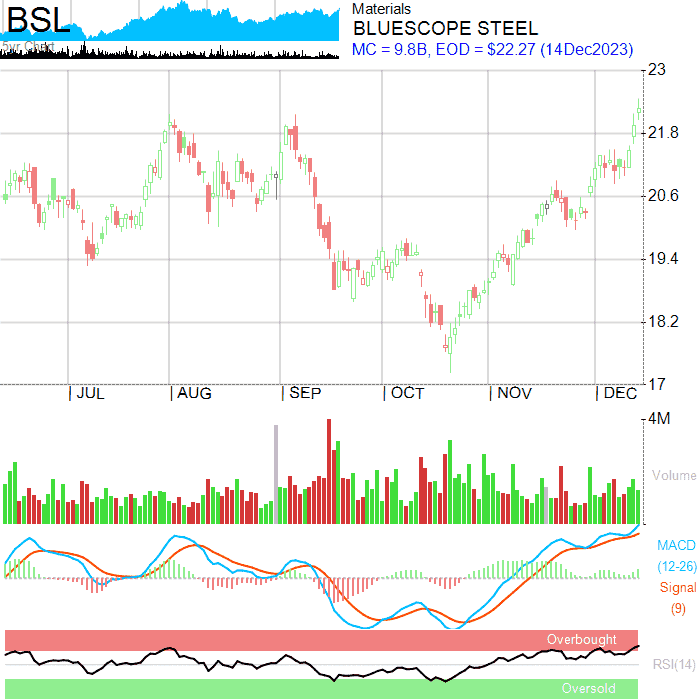 BSL
5yr Chart
Materials
BLUESCOPE STEEL
MC = 9.8B, EOD = $22.27 (14Dec2023)
23
21.8
20.6
19.4
18.2
17
JUL AUG SEP OCT NOV DEC
4M
Volume
MACD
(12-26)
Signal
(9)
Overbought
RSI(14)
Oversold